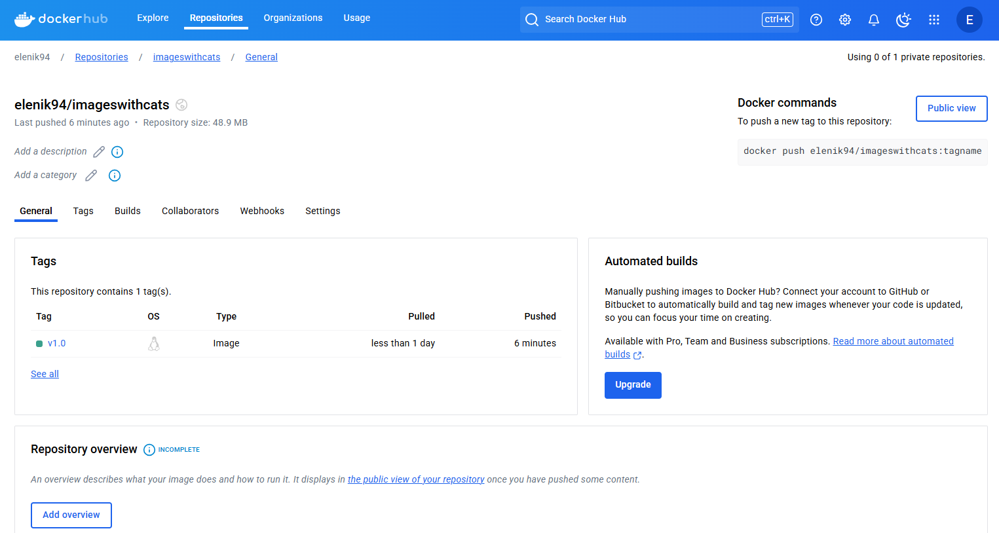 dockerhub Explore Repositories Organizations Usage Search Docker Hub ctrl+K E
elenik94 / Repositories / imageswithcats / General Using 0 of 1 private repositories.
elenik94/imageswithcats
Last pushed 6 minutes ago • Repository size: 48.9 MB
Add a description
Add a category
Docker commands
Public view
To push a new tag to this repository:
docker push elenik94/imageswithcats:tagname
General Tags Builds Collaborators Webhooks Settings
Tags
This repository contains 1 tag(s).
Tag OS Type Pulled Pushed
v1.0 Image less than 1 day 6 minutes
See all
Automated builds
Manually pushing images to Docker Hub? Connect your account to GitHub or
Bitbucket to automatically build and tag new images whenever your code is updated,
so you can focus your time on creating.
Available with Pro, Team and Business subscriptions. Read more about automated
builds .
Upgrade
Repository overview INCOMPLETE
An overview describes what your image does and how to run it. It displays in the public view of your repository once you have pushed some content.
Add overview